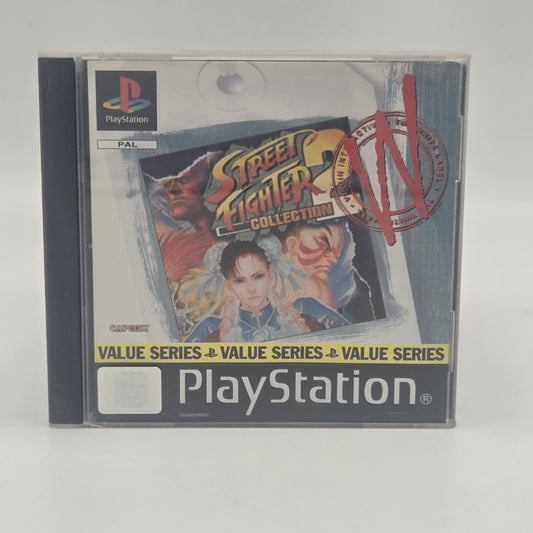 PlayStation
PAL
STREET
FIGHTER 2
COLLECTION
CAPCOM
VALUE SERIES VALUE SERIES VALUE SERIES
PlayStation®